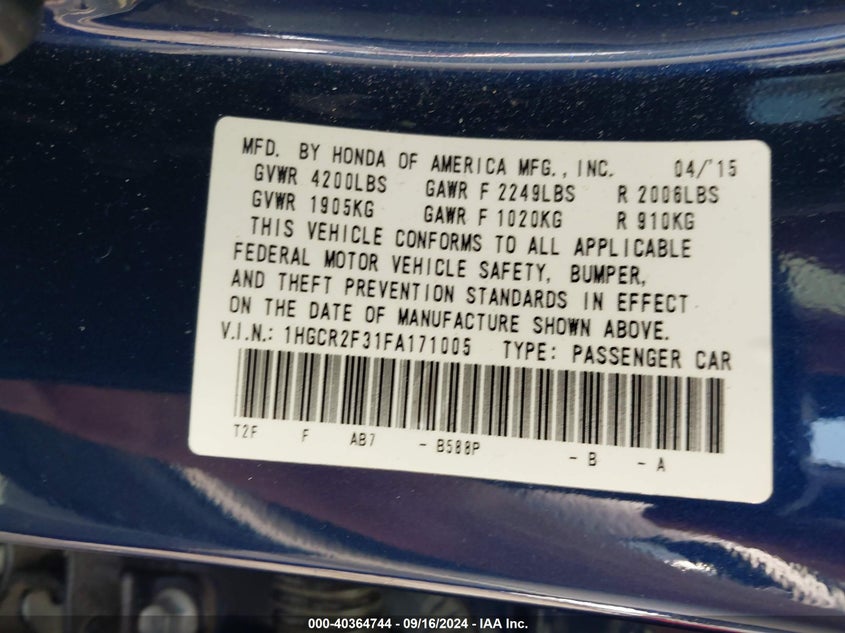 MFD. BY HONDA OF AMERICA MFG., INC. 04/'15
GVWR 4200LBS GAWR F 2249LBS R 2006LBS
GVWR 1905KG GAWR F 1020KG R 910KG
THIS VEHICLE CONFORMS TO ALL APPLICABLE
FEDERAL MOTOR VEHICLE SAFETY, BUMPER,
AND THEFT PREVENTION STANDARDS IN EFFECT
ON THE DATE OF MANUFACTURE SHOWN ABOVE.
V.I.N.: 1HGCR2F31FA171005 TYPE: PASSENGER CAR
T2F F AB7 - B588P - B - A
000-40364744 - 09/16/2024 - IAA Inc.